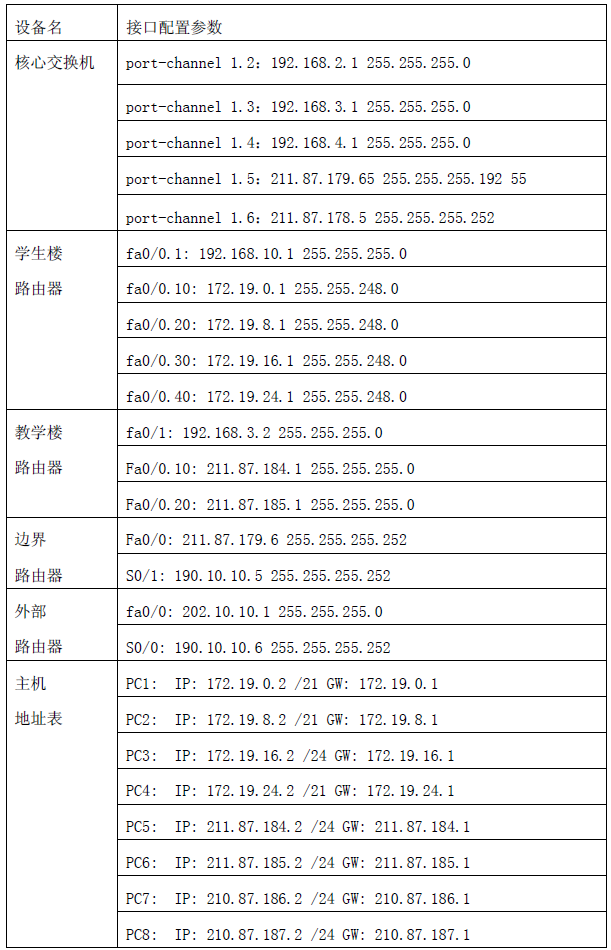 设备名 接口配置参数
核心交换机 port-channel 1.2: 192.168.2.1 255.255.255.0
port-channel 1.3: 192.168.3.1 255.255.255.0
port-channel 1.4: 192.168.4.1 255.255.255.0
port-channel 1.5: 211.87.179.65 255.255.255.192 55
port-channel 1.6: 211.87.178.5 255.255.255.252
学生楼 fa0/0.1: 192.168.10.1 255.255.255.0
路由器 fa0/0.10: 172.19.0.1 255.255.248.0
fa0/0.20: 172.19.8.1 255.255.248.0
fa0/0.30: 172.19.16.1 255.255.248.0
fa0/0.40: 172.19.24.1 255.255.248.0
教学楼 fa0/1: 192.168.3.2 255.255.255.0
路由器 Fa0/0.10: 211.87.184.1 255.255.255.0
Fa0/0.20: 211.87.185.1 255.255.255.0
边界 Fa0/0: 211.87.179.6 255.255.255.252
路由器 S0/1: 190.10.10.5 255.255.255.252
外部 fa0/0: 202.10.10.1 255.255.255.0
路由器 S0/0: 190.10.10.6 255.255.255.252
主机 PC1: IP: 172.19.0.2 /21 GW: 172.19.0.1
地址表 PC2: IP: 172.19.8.2 /21 GW: 172.19.8.1
PC3: IP: 172.19.16.2 /24 GW: 172.19.16.1
PC4: IP: 172.19.24.2 /21 GW: 172.19.24.1
PC5: IP: 211.87.184.2 /24 GW: 211.87.184.1
PC6: IP: 211.87.185.2 /24 GW: 211.87.185.1
PC7: IP: 210.87.186.2 /24 GW: 210.87.186.1
PC8: IP: 210.87.187.2 /24 GW: 210.87.187.1